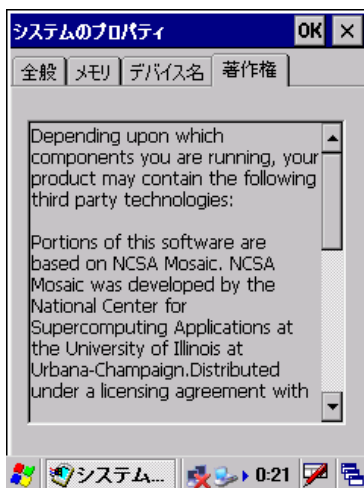 システムのプロパティ OK ×
全般 メモリ デバイス名 著作権
Depending upon which
components you are running, your
product may contain the following
third party technologies:
Portions of this software are
based on NCSA Mosaic. NCSA
Mosaic was developed by the
National Center for
Supercomputing Applications at
the University of Illinois at
Urbana-Champaign.Distributed
under a licensing agreement with
システム... 0:21